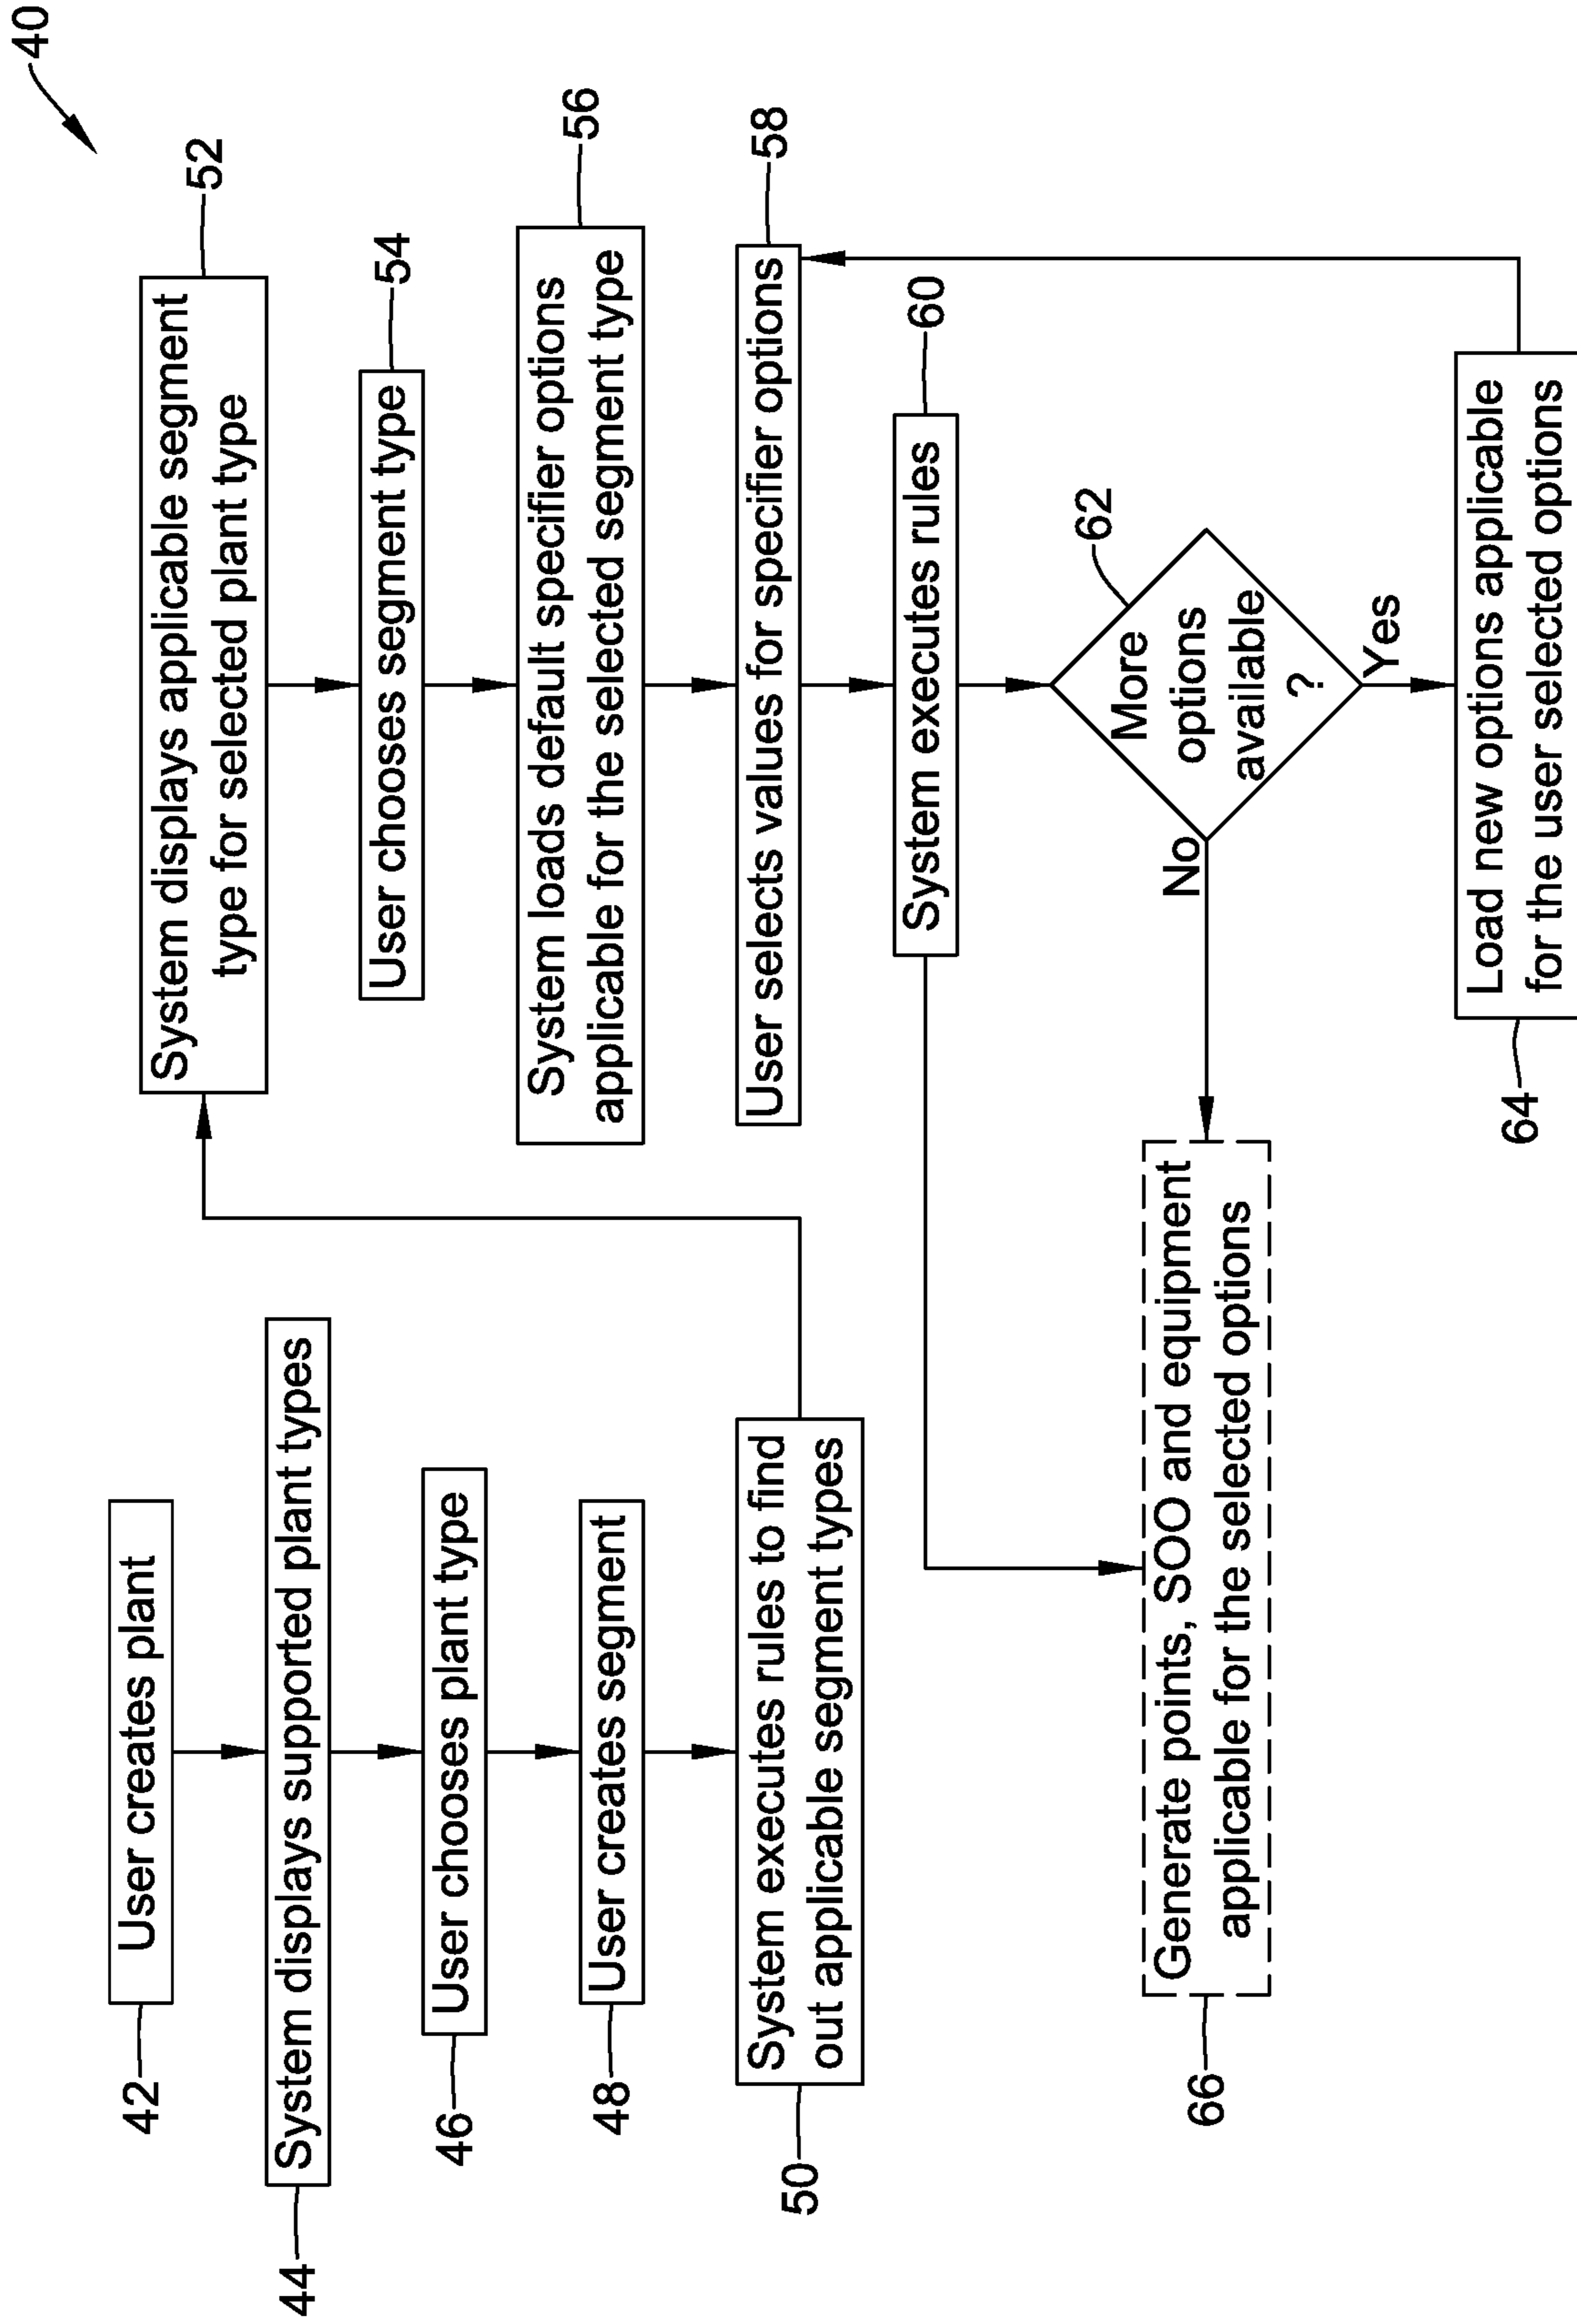 40
42
User creates plant
44
System displays supported plant types
46
User chooses plant type
48
User creates segment
50
System executes rules to find
out applicable segment types
52
System displays applicable segment
type for selected plant type
54
User chooses segment type
56
System loads default specifier options
applicable for the selected segment type
58
User selects values for specifier options
60
System executes rules
62
More
options
available
?
No
Yes
64
Load new options applicable
for the user selected options
66
Generate points, SOO and equipment
applicable for the selected options